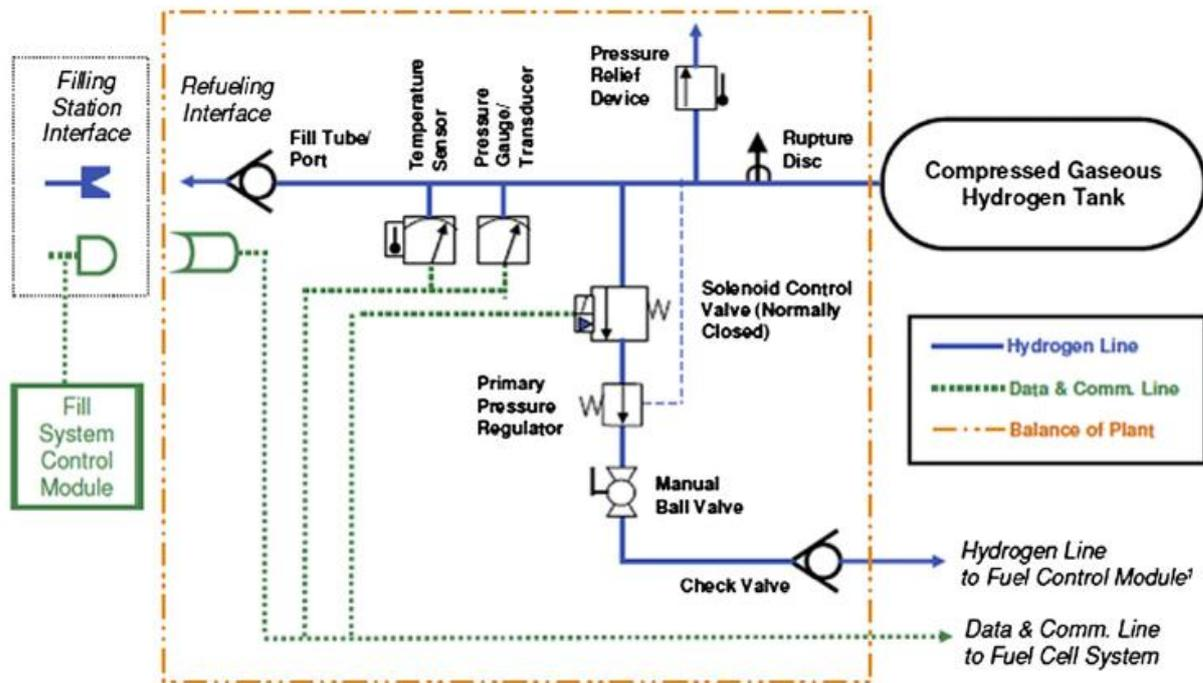 Filling
Station
Interface
Refueling
Interface
Fill Tube/
Port
Temperature
Sensor
Pressure
Gauge/
Transducer
Pressure
Relief
Device
Rupture
Disc
Compressed Gaseous
Hydrogen Tank
Solenoid Control
Valve (Normally
Closed)
Hydrogen Line
Data & Comm. Line
Balance of Plant
Primary
Pressure
Regulator
Fill
System
Control
Module
Manual
Ball Valve
Check Valve
Hydrogen Line
to Fuel Control Module¹
Data & Comm. Line
to Fuel Cell System